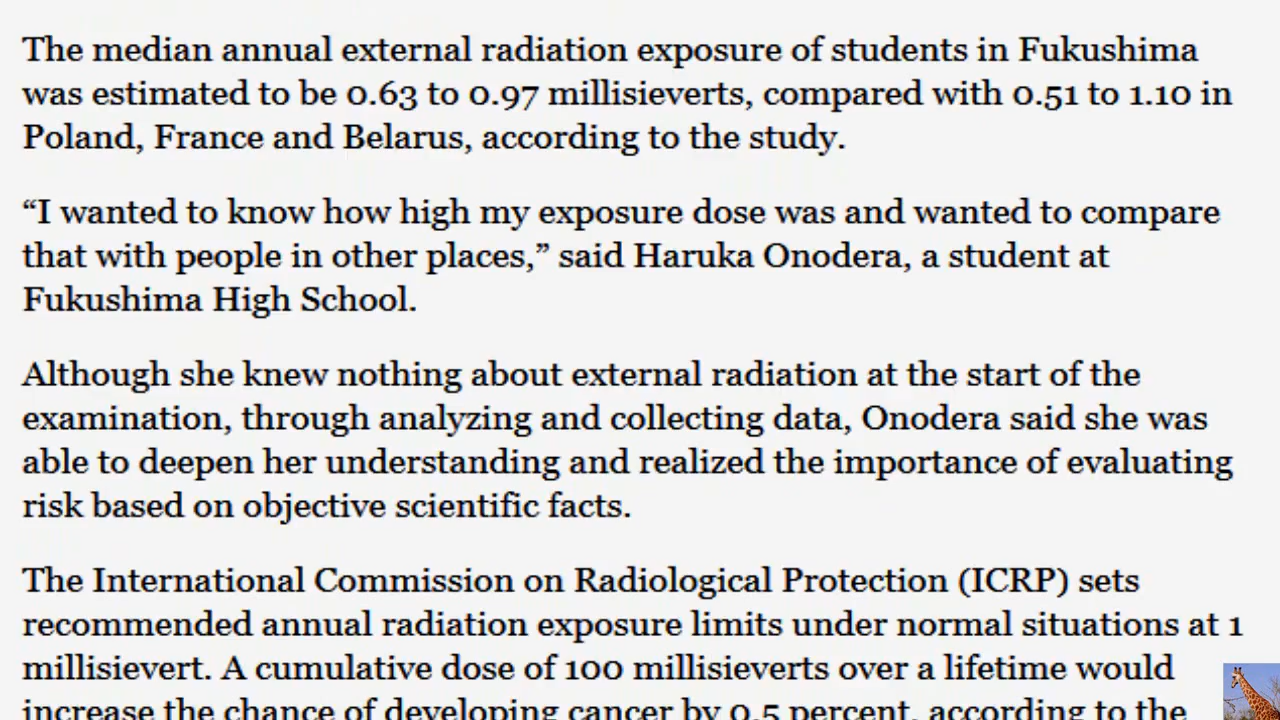 The median annual external radiation exposure of students in Fukushima
was estimated to be 0.63 to 0.97 millisieverts, compared with 0.51 to 1.10 in
Poland, France and Belarus, according to the study.
“I wanted to know how high my exposure dose was and wanted to compare
that with people in other places,” said Haruka Onodera, a student at
Fukushima High School.
Although she knew nothing about external radiation at the start of the
examination, through analyzing and collecting data, Onodera said she was
able to deepen her understanding and realized the importance of evaluating
risk based on objective scientific facts.
The International Commission on Radiological Protection (ICRP) sets
recommended annual radiation exposure limits under normal situations at 1
millisievert. A cumulative dose of 100 millisieverts over a lifetime would
increase the chance of developing cancer by 0.5 percent, according to the